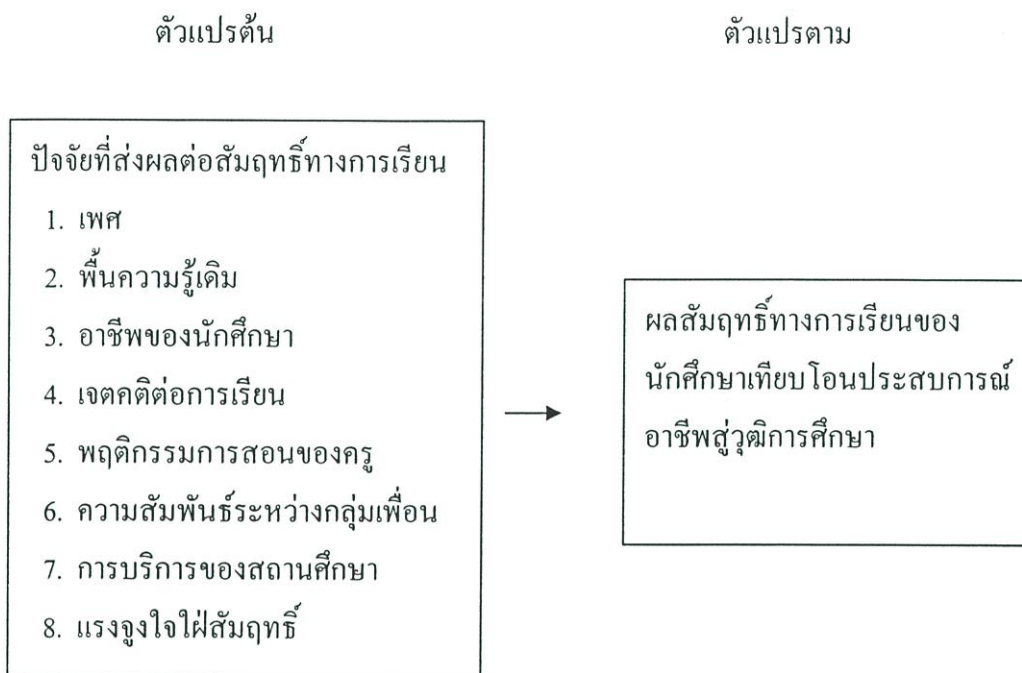 ตัวแปรต้น
ตัวแปรตาม
ปัจจัยที่ส่งผลต่อสัมฤทธิ์ทางการเรียน
1. เพศ
2. พื้นความรู้เดิม
3. อาชีพของนักศึกษา
4. เจตคติต่อการเรียน
5. พฤติกรรมการสอนของครู
6. ความสัมพันธ์ระหว่างกลุ่มเพื่อน
7. การบริการของสถานศึกษา
8. แรงจูงใจใฝ่สัมฤทธิ์
ผลสัมฤทธิ์ทางการเรียนของ
นักศึกษาเทียบโอนประสบการณ์
อาชีพสู่วุฒิการศึกษา